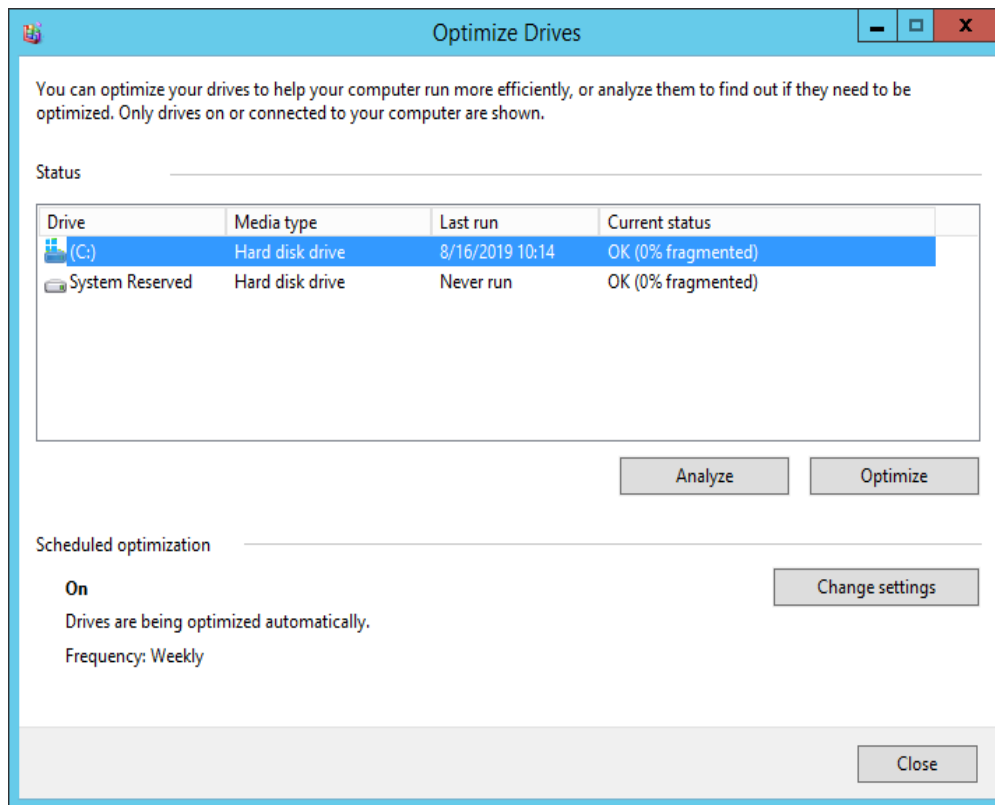 Optimize Drives
You can optimize your drives to help your computer run more efficiently, or analyze them to find out if they need to be
optimized. Only drives on or connected to your computer are shown.
Status
Drive Media type Last run Current status
(C:) Hard disk drive 8/16/2019 10:14 OK (0% fragmented)
System Reserved Hard disk drive Never run OK (0% fragmented)
Analyze Optimize
Scheduled optimization
On Change settings
Drives are being optimized automatically.
Frequency: Weekly
Close